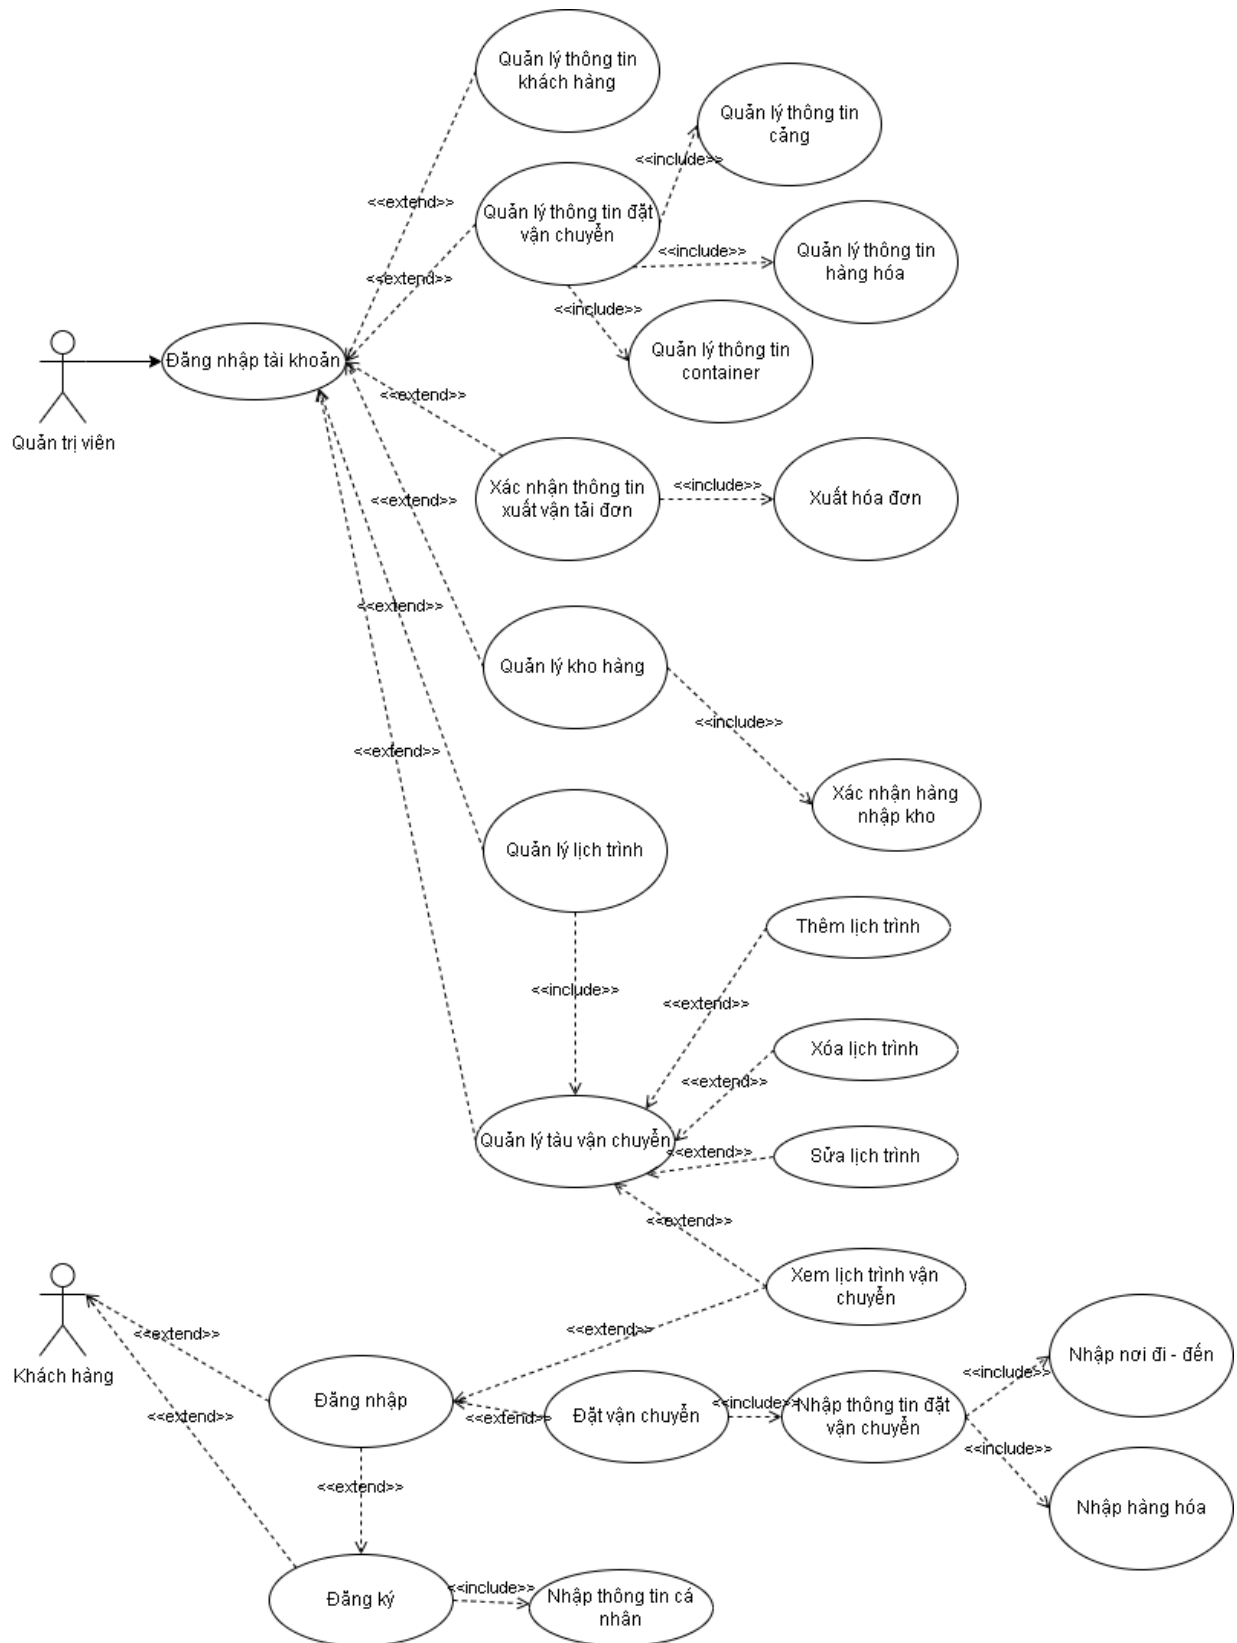 Quản lý thông tin
khách hàng
Quản lý thông tin
cảng
<<include>>
<<extend>>
Quản lý thông tin đặt
vận chuyển
<<include>>
Quản lý thông tin
hàng hóa
<<extend>>
<<include>>
Quản lý thông tin
container
Đăng nhập tài khoản
Quản trị viên
<<extend>>
Xác nhận thông tin
xuất vận tải đơn
<<include>>
Xuất hóa đơn
<<extend>>
<<extend>>
Quản lý kho hàng
<<include>>
<<extend>>
Xác nhận hàng
nhập kho
Quản lý lịch trình
Thêm lịch trình
<<include>>
<<extend>>
Xóa lịch trình
<<extend>>
Quản lý tàu vận chuyển
<<extend>>
Sửa lịch trình
<<extend>>
Xem lịch trình vận
chuyển
Khách hàng
<<extend>>
<<extend>>
Nhập nơi đi - đến
<<include>>
Đăng nhập
<<extend>>
Đặt vận chuyển
<<include>>
Nhập thông tin đặt
vận chuyển
<<extend>>
<<include>>
<<extend>>
Nhập hàng hóa
Đăng ký
<<include>>
Nhập thông tin cá
nhân